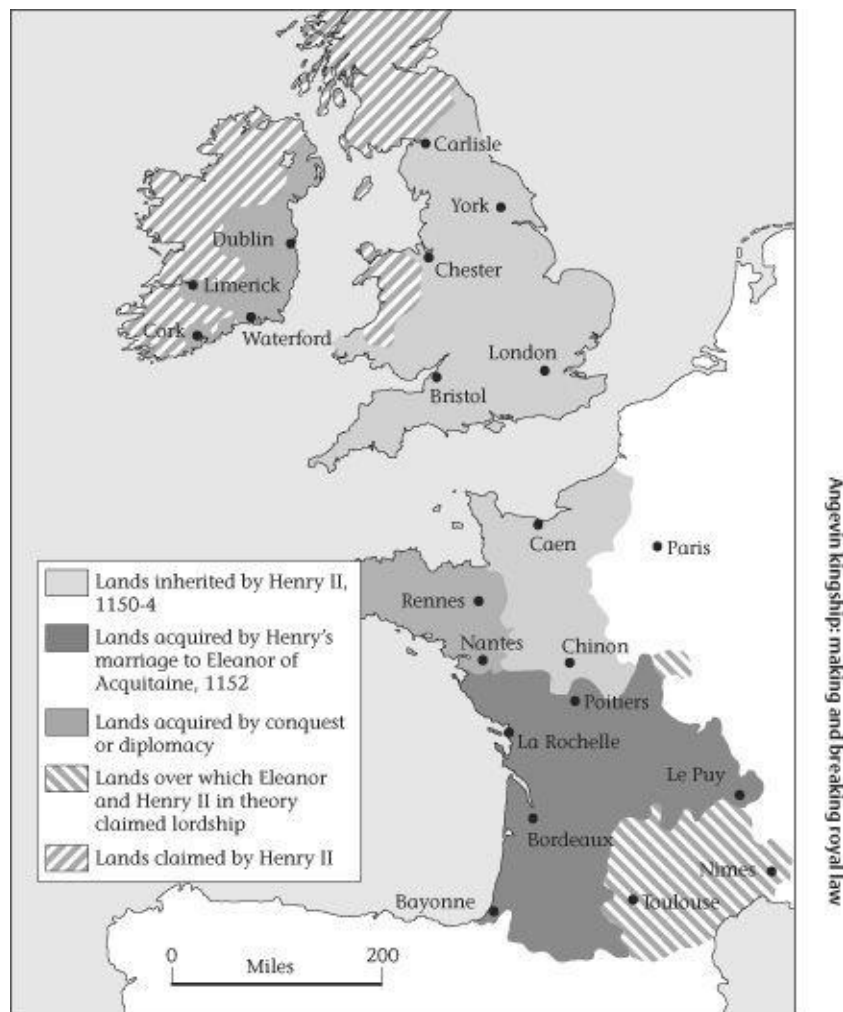 Carlisle
York
Dublin
Chester
Limerick
Cork
Waterford
London
Bristol
Caen
Paris
Lands inherited by Henry II,
1150-4
Lands acquired by Henry's
marriage to Eleanor of
Acquitaine, 1152
Lands acquired by conquest
or diplomacy
Lands over which Eleanor
and Henry II in theory
claimed lordship
Lands claimed by Henry II
Rennes
Nantes
Chinon
Poitiers
La Rochelle
Le Puy
Bordeaux
Nimes
Toulouse
Bayonne
0 200
Miles
Angevin kingship: making and breaking royal law